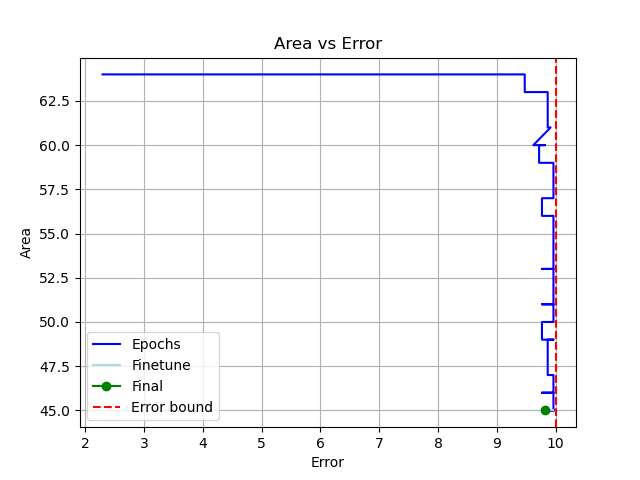 Area vs Error
Area
62.5
60.0
57.5
55.0
52.5
50.0
47.5
45.0
Epochs
Finetune
Final
Error bound
2 3 4 5 6 7 8 9 10
Error